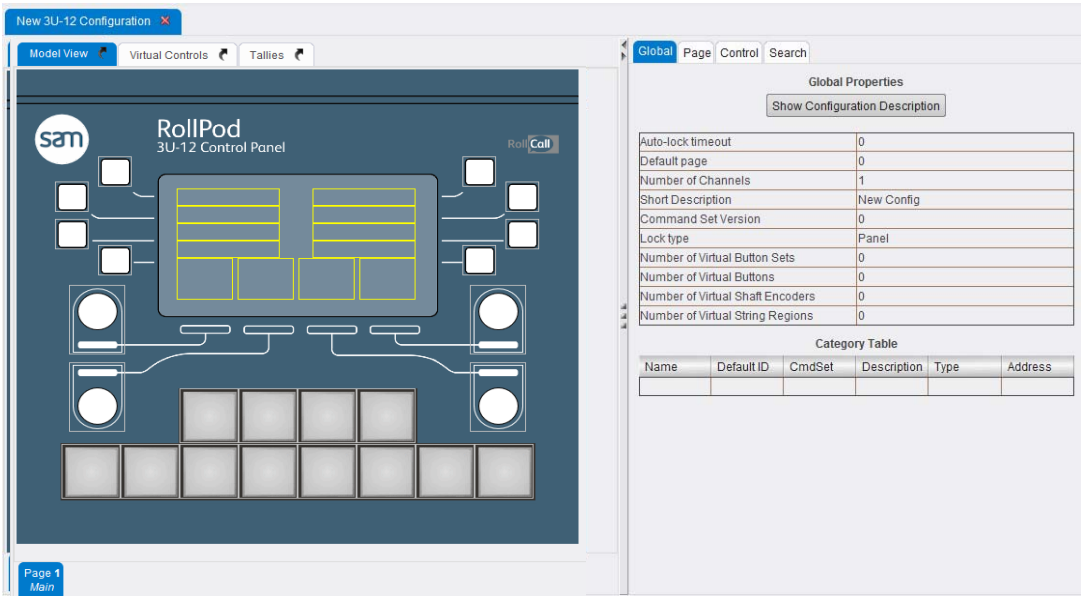 New 3U-12 Configuration
Model View
Virtual Controls
Tallies
sam
RollPod
3U-12 Control Panel
RollCall
Page 1
Main
Global Page Control Search
Global Properties
Show Configuration Description
Auto-lock timeout 0
Default page 0
Number of Channels 1
Short Description New Config
Command Set Version 0
Lock type Panel
Number of Virtual Button Sets 0
Number of Virtual Buttons 0
Number of Virtual Shaft Encoders 0
Number of Virtual String Regions 0
Category Table
Name Default ID CmdSet Description Type Address